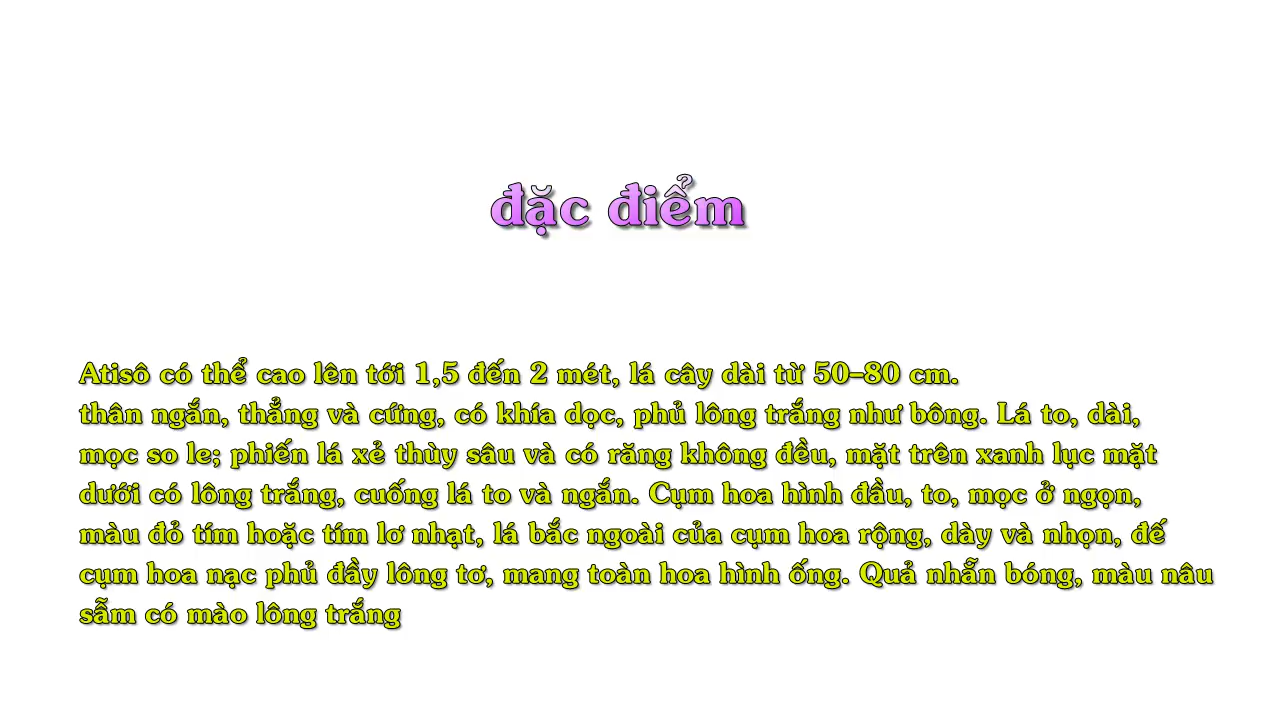 đặc điểm
Atisô có thể cao lên tới 1,5 đến 2 mét, lá cây dài từ 50–80 cm.
thân ngắn, thẳng và cứng, có khía dọc, phủ lông trắng như bông. Lá to, dài,
mọc so le; phiến lá xẻ thùy sâu và có răng không đều, mặt trên xanh lục mặt
dưới có lông trắng, cuống lá to và ngắn. Cụm hoa hình đầu, to, mọc ở ngọn,
màu đỏ tím hoặc tím lơ nhạt, lá bắc ngoài của cụm hoa rộng, dày và nhọn, đế
cụm hoa nạc phủ đầy lông tơ, mang toàn hoa hình ống. Quả nhẵn bóng, màu nâu
sẫm có mào lông trắng